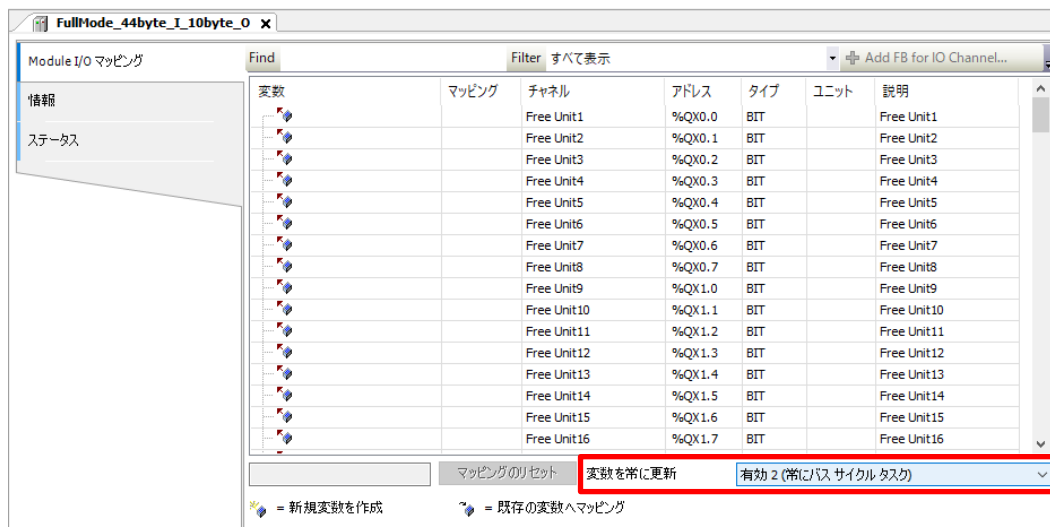 FullMode_44byte_I_10byte_O x
Module I/O マッピング
情報
ステータス
Find Filter すべて表示 Add FB for IO Channel...
変数 マッピング チャネル アドレス タイプ ユニット 説明
Free Unit1 %QX0.0 BIT Free Unit1
Free Unit2 %QX0.1 BIT Free Unit2
Free Unit3 %QX0.2 BIT Free Unit3
Free Unit4 %QX0.3 BIT Free Unit4
Free Unit5 %QX0.4 BIT Free Unit5
Free Unit6 %QX0.5 BIT Free Unit6
Free Unit7 %QX0.6 BIT Free Unit7
Free Unit8 %QX0.7 BIT Free Unit8
Free Unit9 %QX1.0 BIT Free Unit9
Free Unit10 %QX1.1 BIT Free Unit10
Free Unit11 %QX1.2 BIT Free Unit11
Free Unit12 %QX1.3 BIT Free Unit12
Free Unit13 %QX1.4 BIT Free Unit13
Free Unit14 %QX1.5 BIT Free Unit14
Free Unit15 %QX1.6 BIT Free Unit15
Free Unit16 %QX1.7 BIT Free Unit16
マッピングのリセット 変数を常に更新 有効 2 (常にバス サイクル タスク)
= 新規変数を作成 = 既存の変数へマッピング